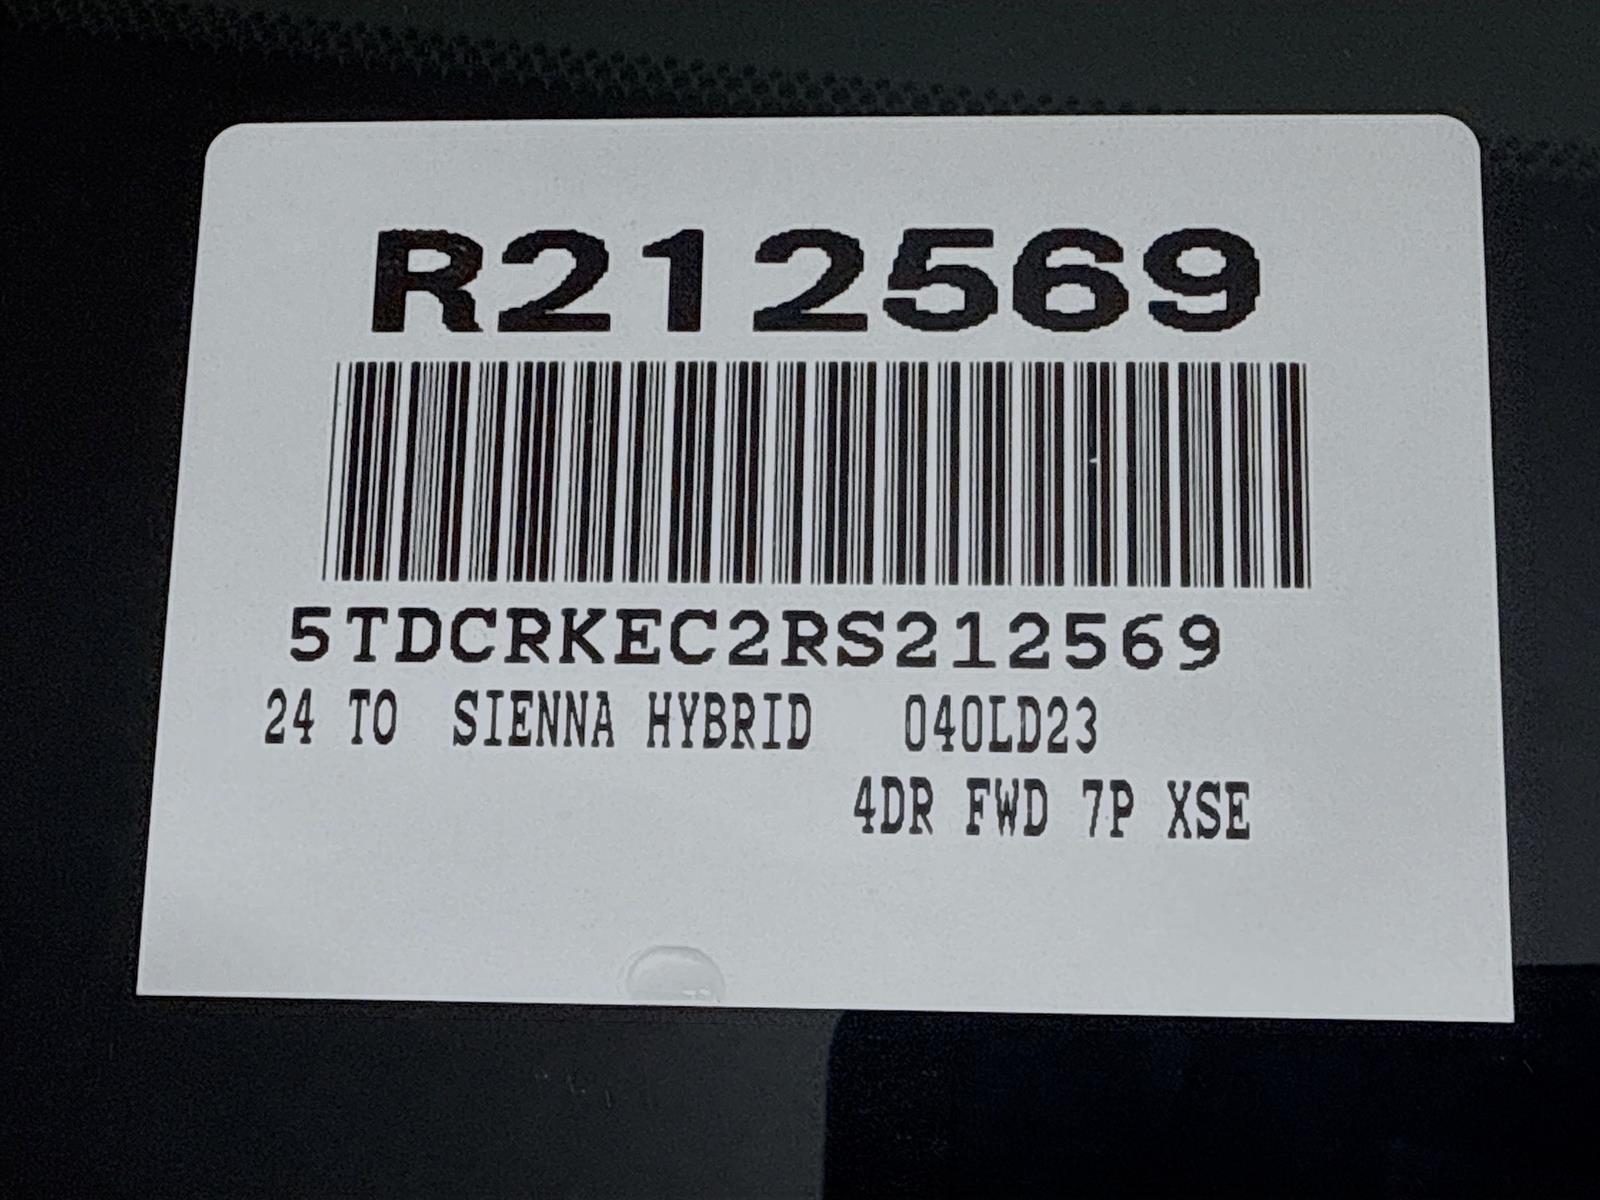 R212569
5TDCRKEC2RS212569
24 TO SIENNA HYBRID 040LD23
4DR FWD 7P XSE